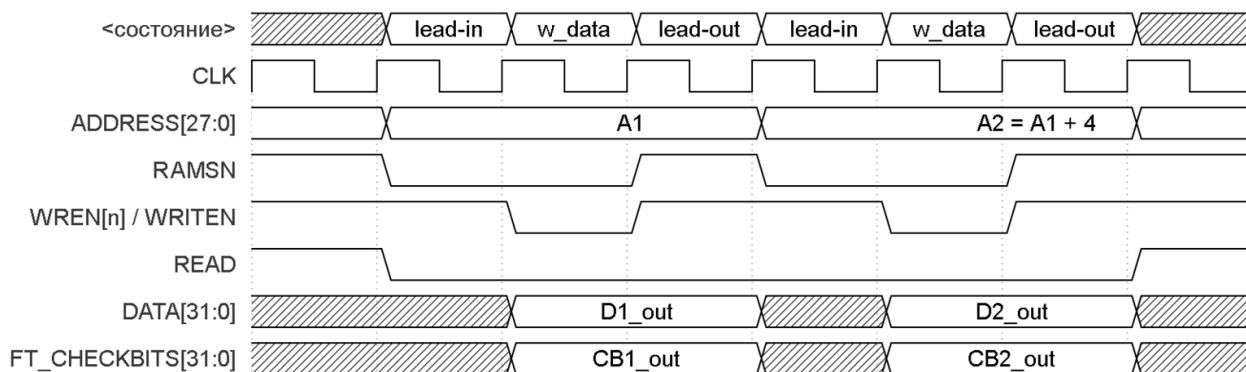 <состояние> lead-in w_data lead-out lead-in w_data lead-out
CLK
ADDRESS[27:0] A1 A2 = A1 + 4
RAMSN
WREN[n] / WRITEN
READ
DATA[31:0] D1_out D2_out
FT_CHECKBITS[31:0] CB1_out CB2_out